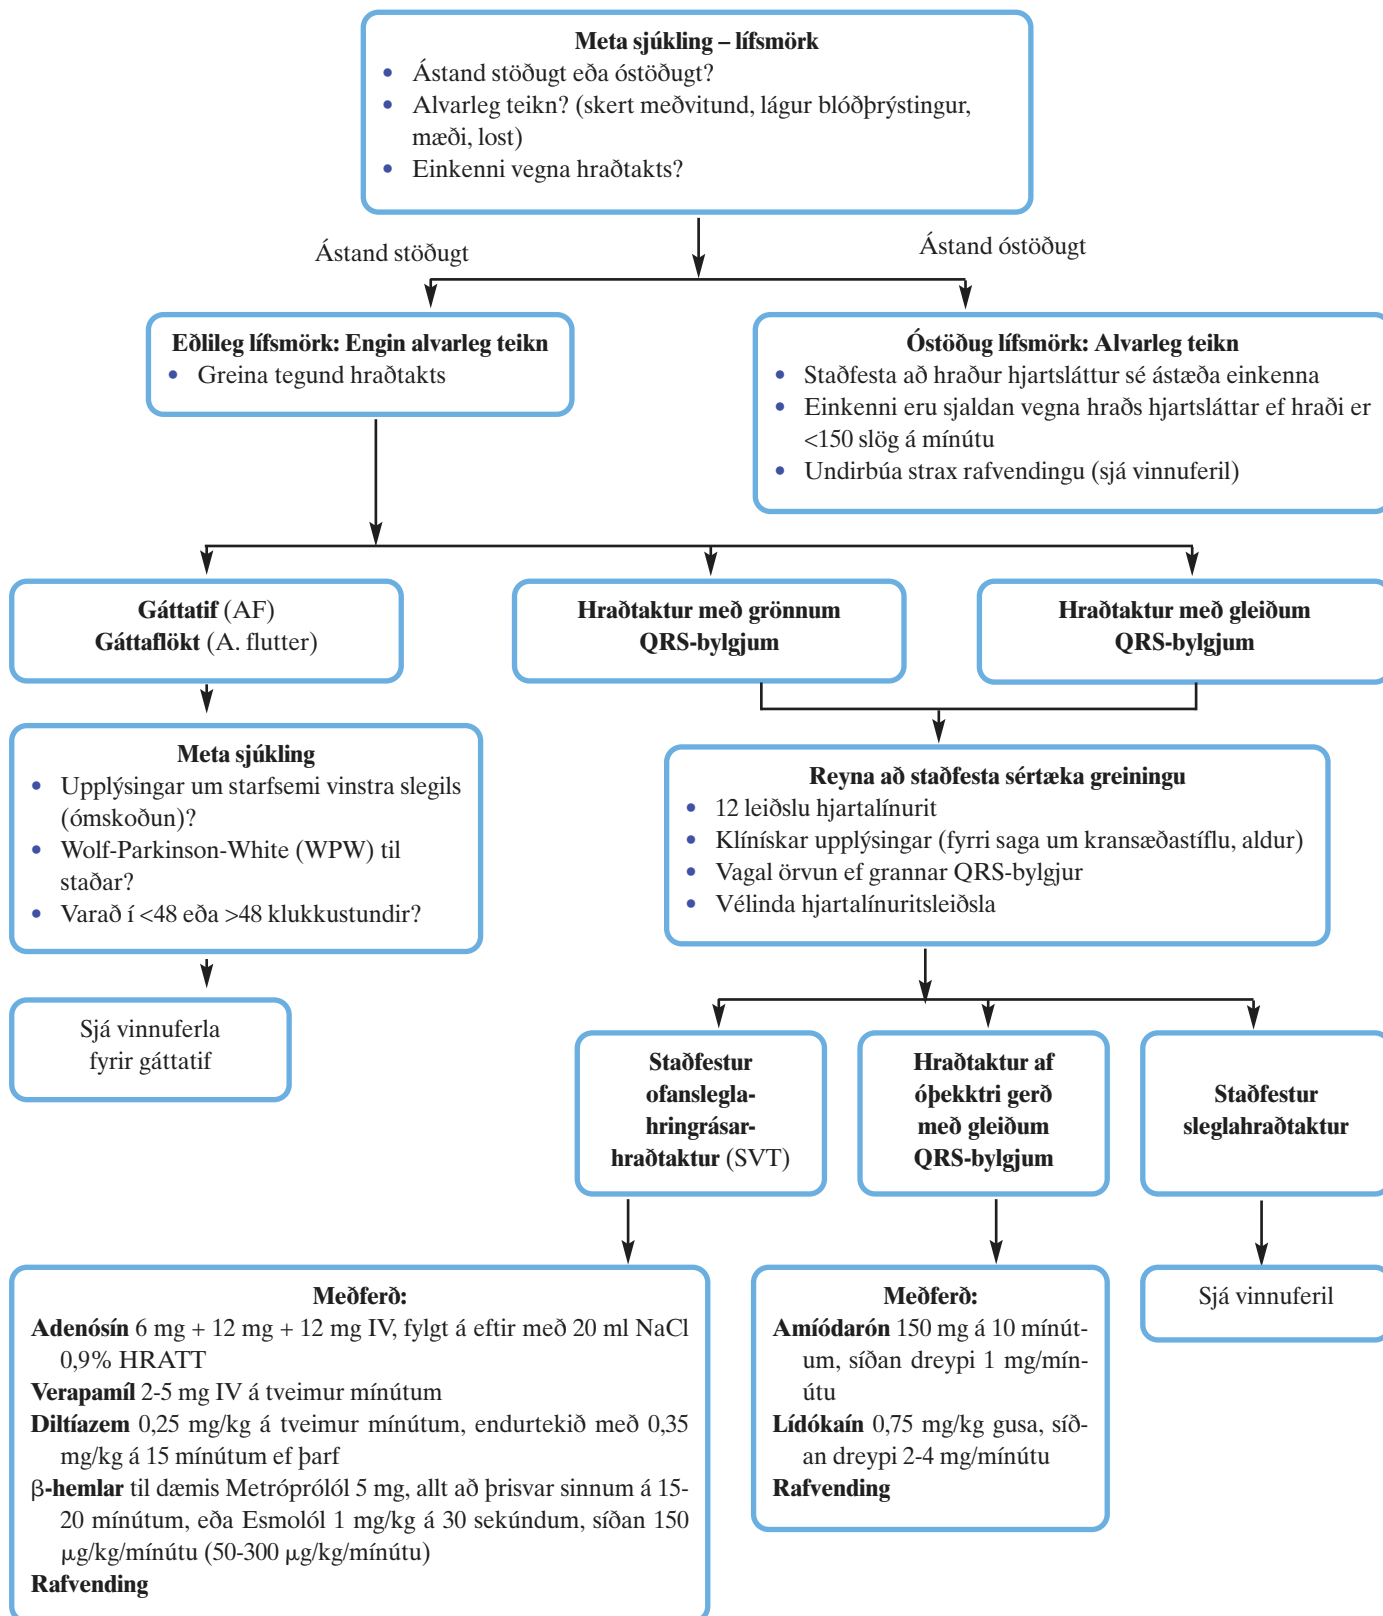 Meta sjúkling – lífsmörk
• Ástand stöðugt eða óstöðugt?
• Alvarleg teikn? (skert meðvitund, lágur blóðþrýstingur,
mæði, lost)
• Einkenni vegna hraðtakts?
Ástand stöðugt
Ástand óstöðugt
Eðlileg lífsmörk: Engin alvarleg teikn
• Greina tegund hraðtakts
Óstöðug lífsmörk: Alvarleg teikn
• Staðfesta að hraður hjartsláttur sé ástæða einkenna
• Einkenni eru sjaldan vegna hraðs hjartsláttar ef hraði er
<150 slög á mínútu
• Undirbúa strax rafvendingu (sjá vinnuferil)
Gáttatif (AF)
Gáttaflökt (A. flutter)
Hraðtaktur með grönnum
QRS-bylgjum
Hraðtaktur með gleiðum
QRS-bylgjum
Meta sjúkling
• Upplýsingar um starfsemi vinstra slegils
(ómskoðun)?
• Wolf-Parkinson-White (WPW) til
staðar?
• Varað í <48 eða >48 klukkustundir?
Reyna að staðfesta sértæka greiningu
• 12 leiðslu hjartalínurit
• Klínískar upplýsingar (fyrri saga um kransæðastíflu, aldur)
• Vagal örvun ef grannar QRS-bylgjur
• Vélinda hjartalínuritsleiðsla
Sjá vinnuferla
fyrir gáttatif
Staðfestur
ofanslegla-
hringrásar-
hraðtaktur (SVT)
Hraðtaktur af
óþekktri gerð
með gleiðum
QRS-bylgjum
Staðfestur
sleglahraðtaktur
Meðferð:
Adenósín 6 mg + 12 mg + 12 mg IV, fylgt á eftir með 20 ml NaCl
0,9% HRATT
Verapamíl 2-5 mg IV á tveimur mínútum
Diltíazem 0,25 mg/kg á tveimur mínútum, endurtekið með 0,35
mg/kg á 15 mínútum ef þarf
β-hemlar til dæmis Metróprólól 5 mg, allt að þrisvar sinnum á 15-
20 mínútum, eða Esmolól 1 mg/kg á 30 sekúndum, síðan 150
µg/kg/mínútu (50-300 µg/kg/mínútu)
Rafvending
Meðferð:
Amíódarón 150 mg á 10 mínút-
um, síðan dreypi 1 mg/mín-
útu
Lídókaín 0,75 mg/kg gusa, síð-
an dreypi 2-4 mg/mínútu
Rafvending
Sjá vinnuferil